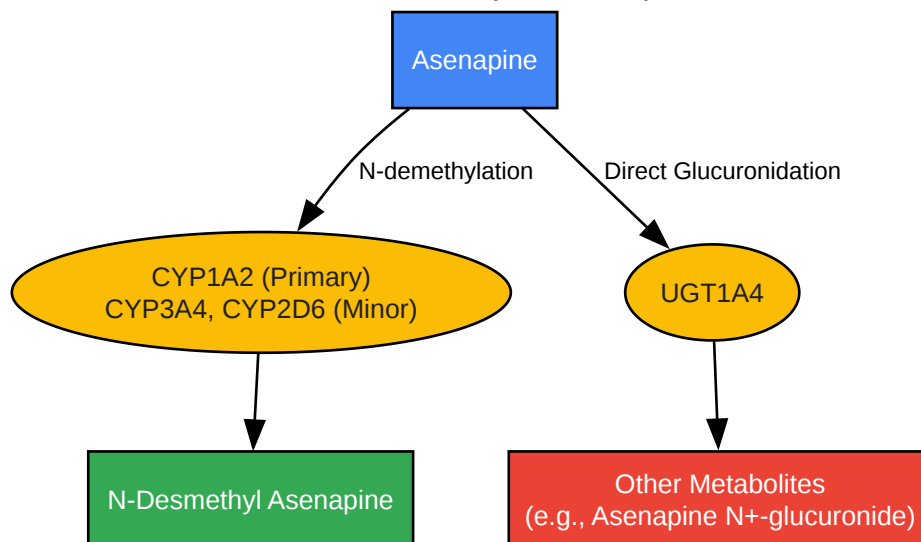 Asenapine
N-demethylation
Direct Glucuronidation
CYP1A2 (Primary)
CYP3A4, CYP2D6 (Minor)
UGT1A4
N-Desmethyl Asenapine
Other Metabolites
(e.g., Asenapine N+-glucuronide)